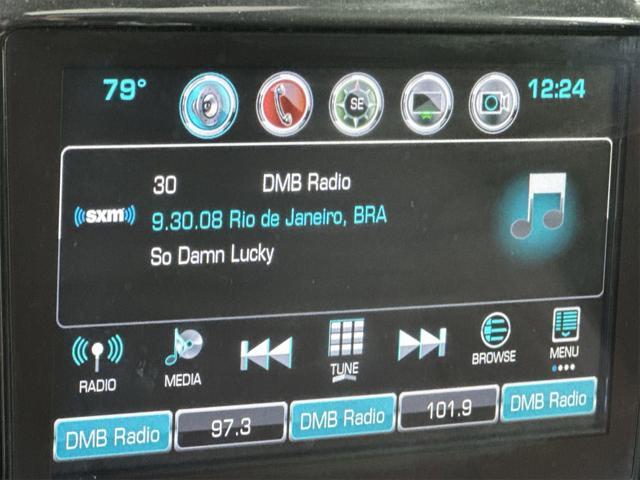 79° SE 12:24
30 DMB Radio
((sxm)) 9.30.08 Rio de Janeiro, BRA
So Damn Lucky
RADIO MEDIA TUNE BROWSE MENU
DMB Radio 97.3 DMB Radio 101.9 DMB Radio